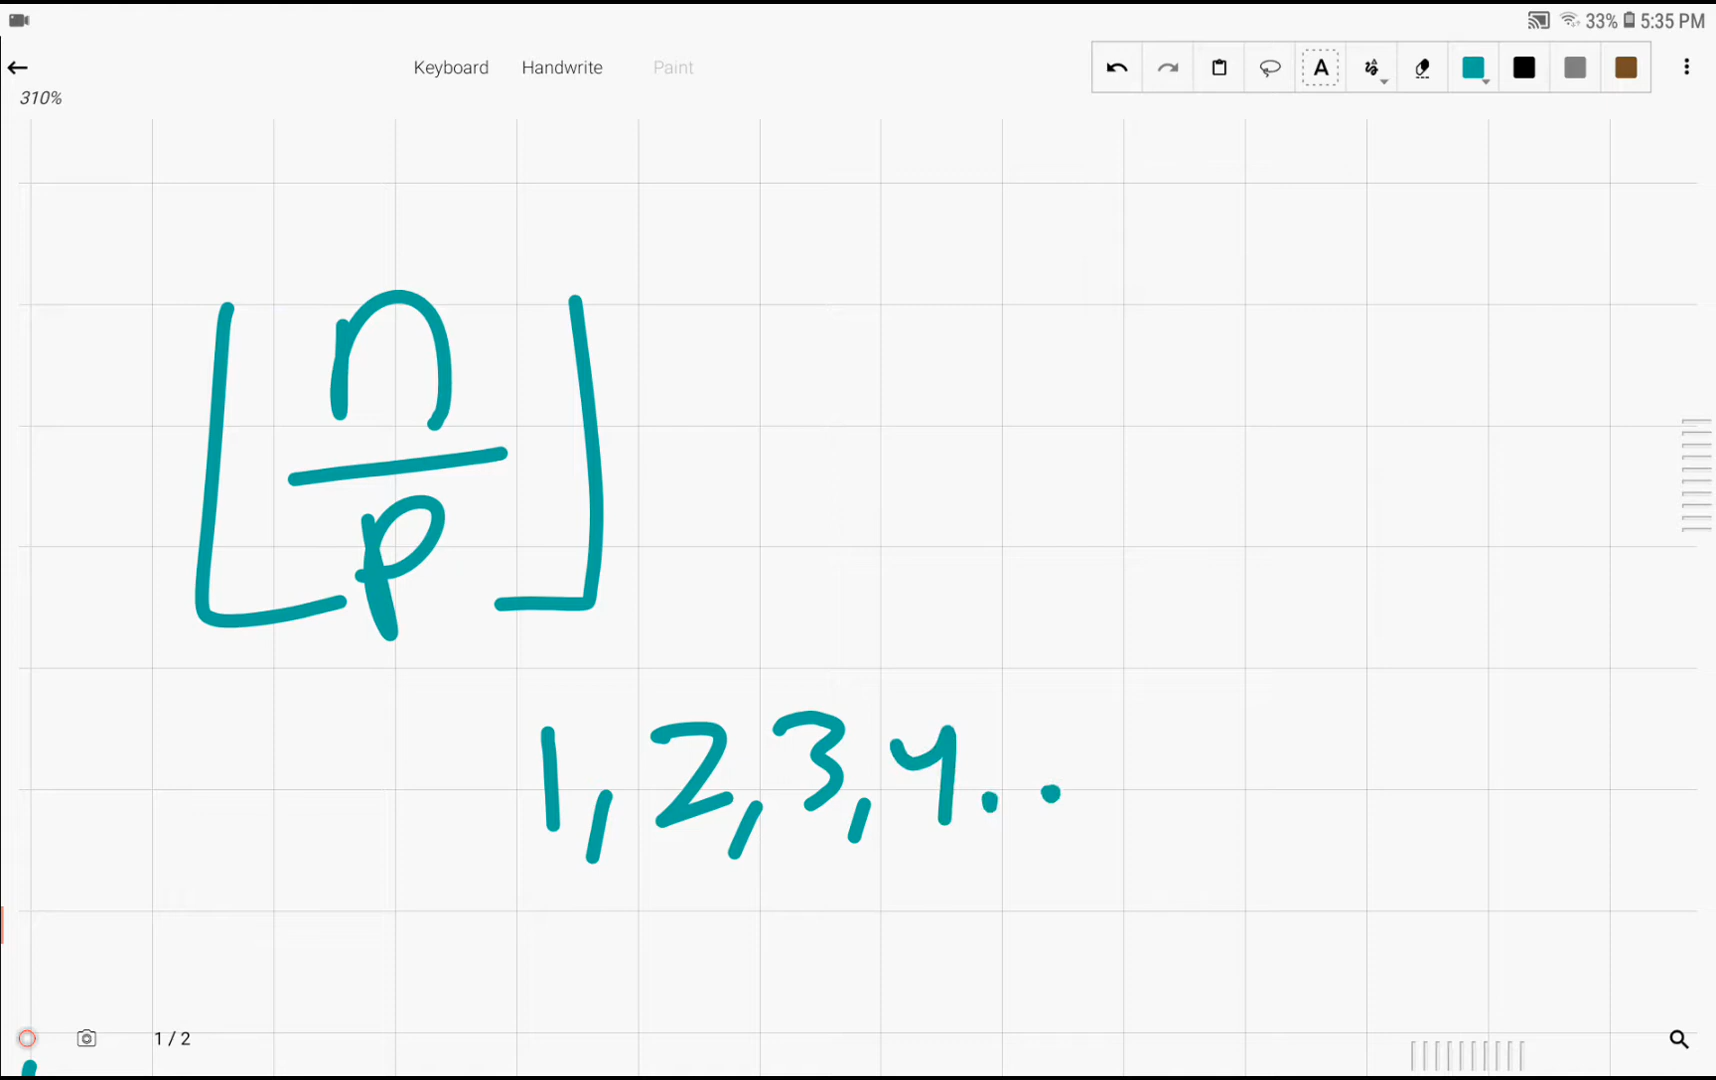 33% 5:35 PM
Keyboard Handwrite Paint A
310%
⌊n/p⌋
1, 2, 3, 4..
1 / 2